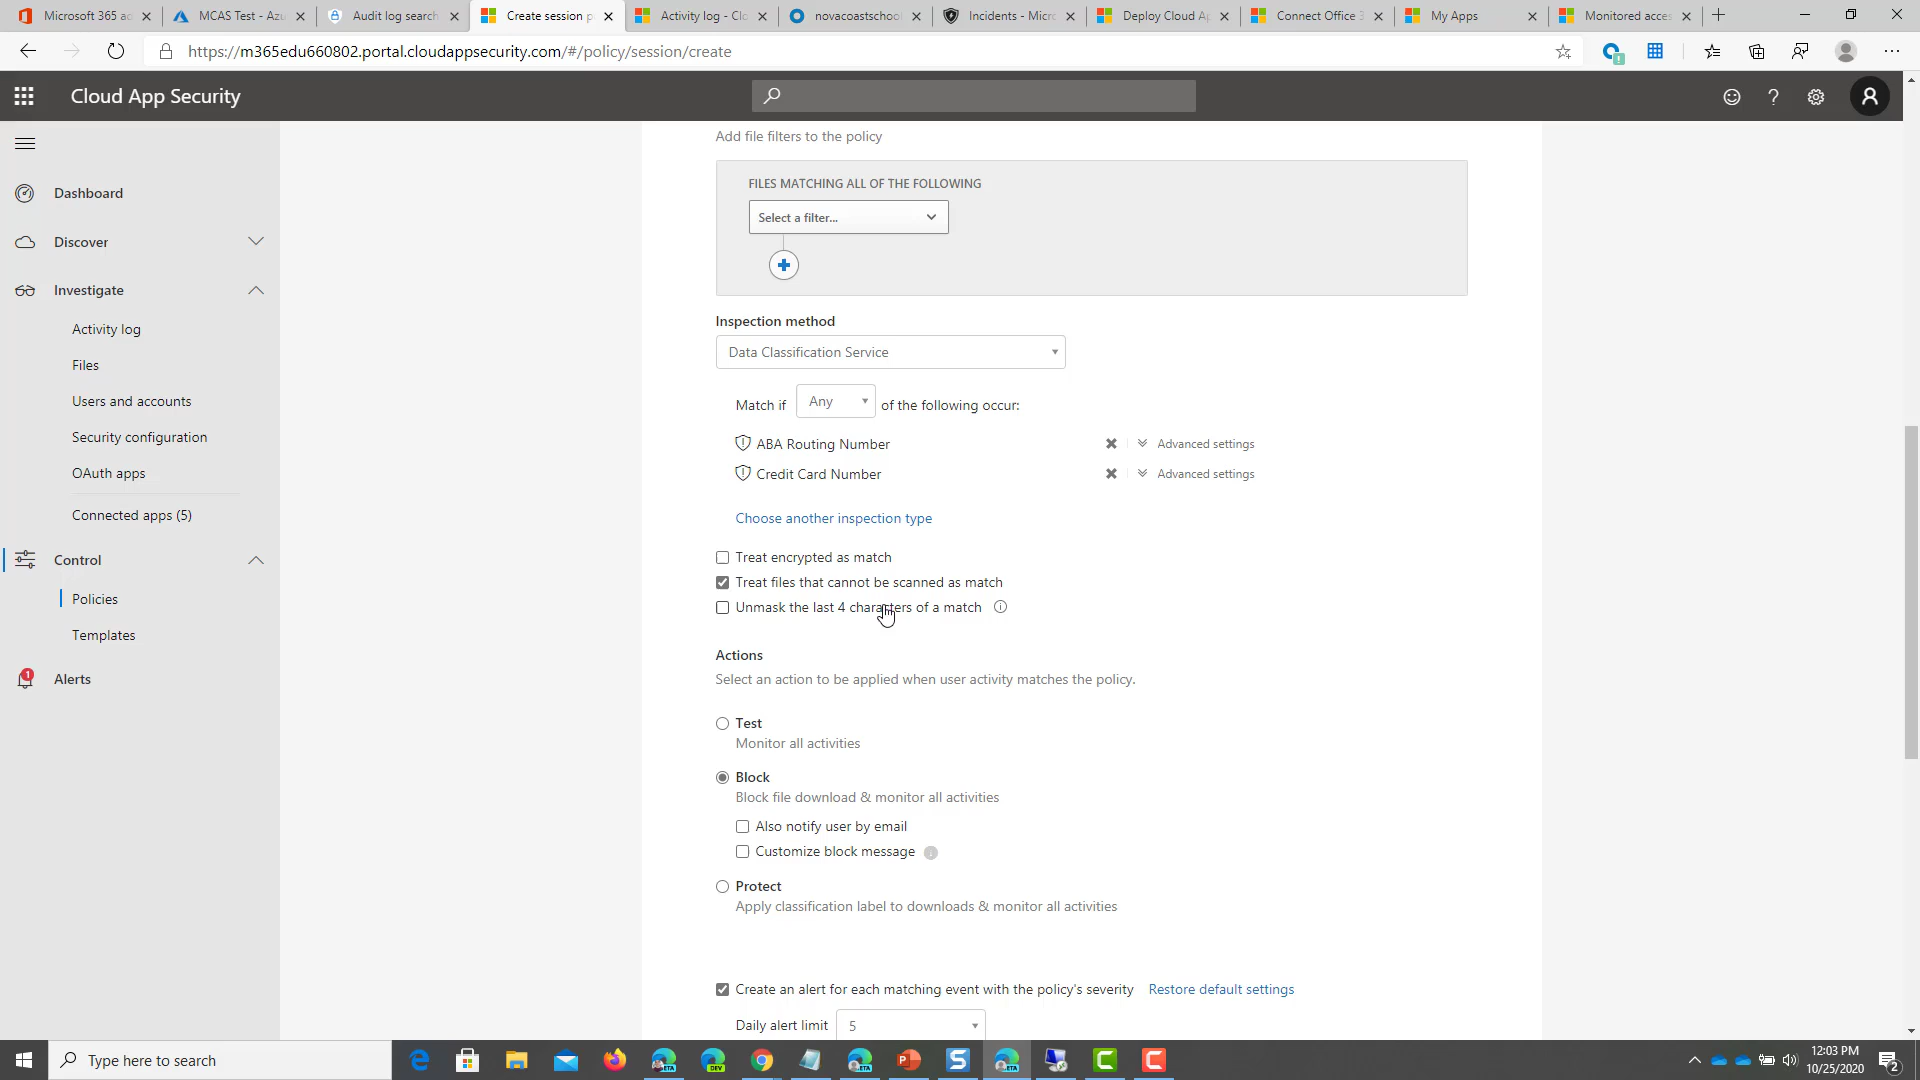 Microsoft 365 ac
MCAS Test - Azu
Audit log search
Create session p
Activity log - Clo
novacoastschoo
Incidents - Micro
Deploy Cloud Ap
Connect Office 3
My Apps
Monitored acces
https://m365edu660802.portal.cloudappsecurity.com/#/policy/session/create
Cloud App Security
Dashboard
Discover
Investigate
Activity log
Files
Users and accounts
Security configuration
OAuth apps
Connected apps (5)
Control
Policies
Templates
1
Alerts
Add file filters to the policy
FILES MATCHING ALL OF THE FOLLOWING
Select a filter...
Inspection method
Data Classification Service
Match if Any of the following occur:
ABA Routing Number Advanced settings
Credit Card Number Advanced settings
Choose another inspection type
Treat encrypted as match
Treat files that cannot be scanned as match
Unmask the last 4 characters of a match
Actions
Select an action to be applied when user activity matches the policy.
Test
Monitor all activities
Block
Block file download & monitor all activities
Also notify user by email
Customize block message
Protect
Apply classification label to downloads & monitor all activities
Create an alert for each matching event with the policy's severity Restore default settings
Daily alert limit 5
Type here to search
BETA
DEV
BETA
S
BETA
12:03 PM
10/25/2020
2